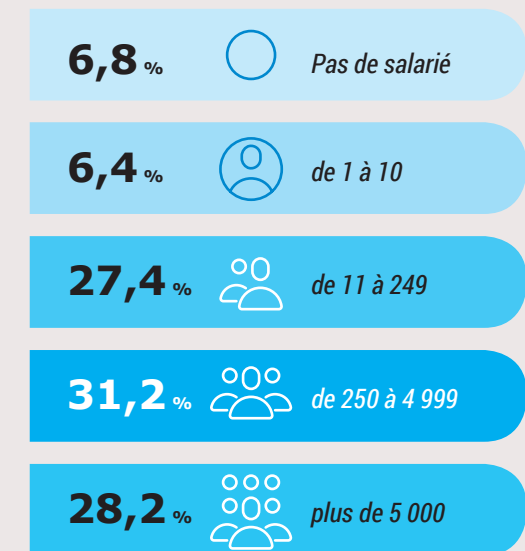 6,8 % Pas de salarié
6,4 % de 1 à 10
27,4 % de 11 à 249
31,2 % de 250 à 4 999
28,2 % plus de 5 000